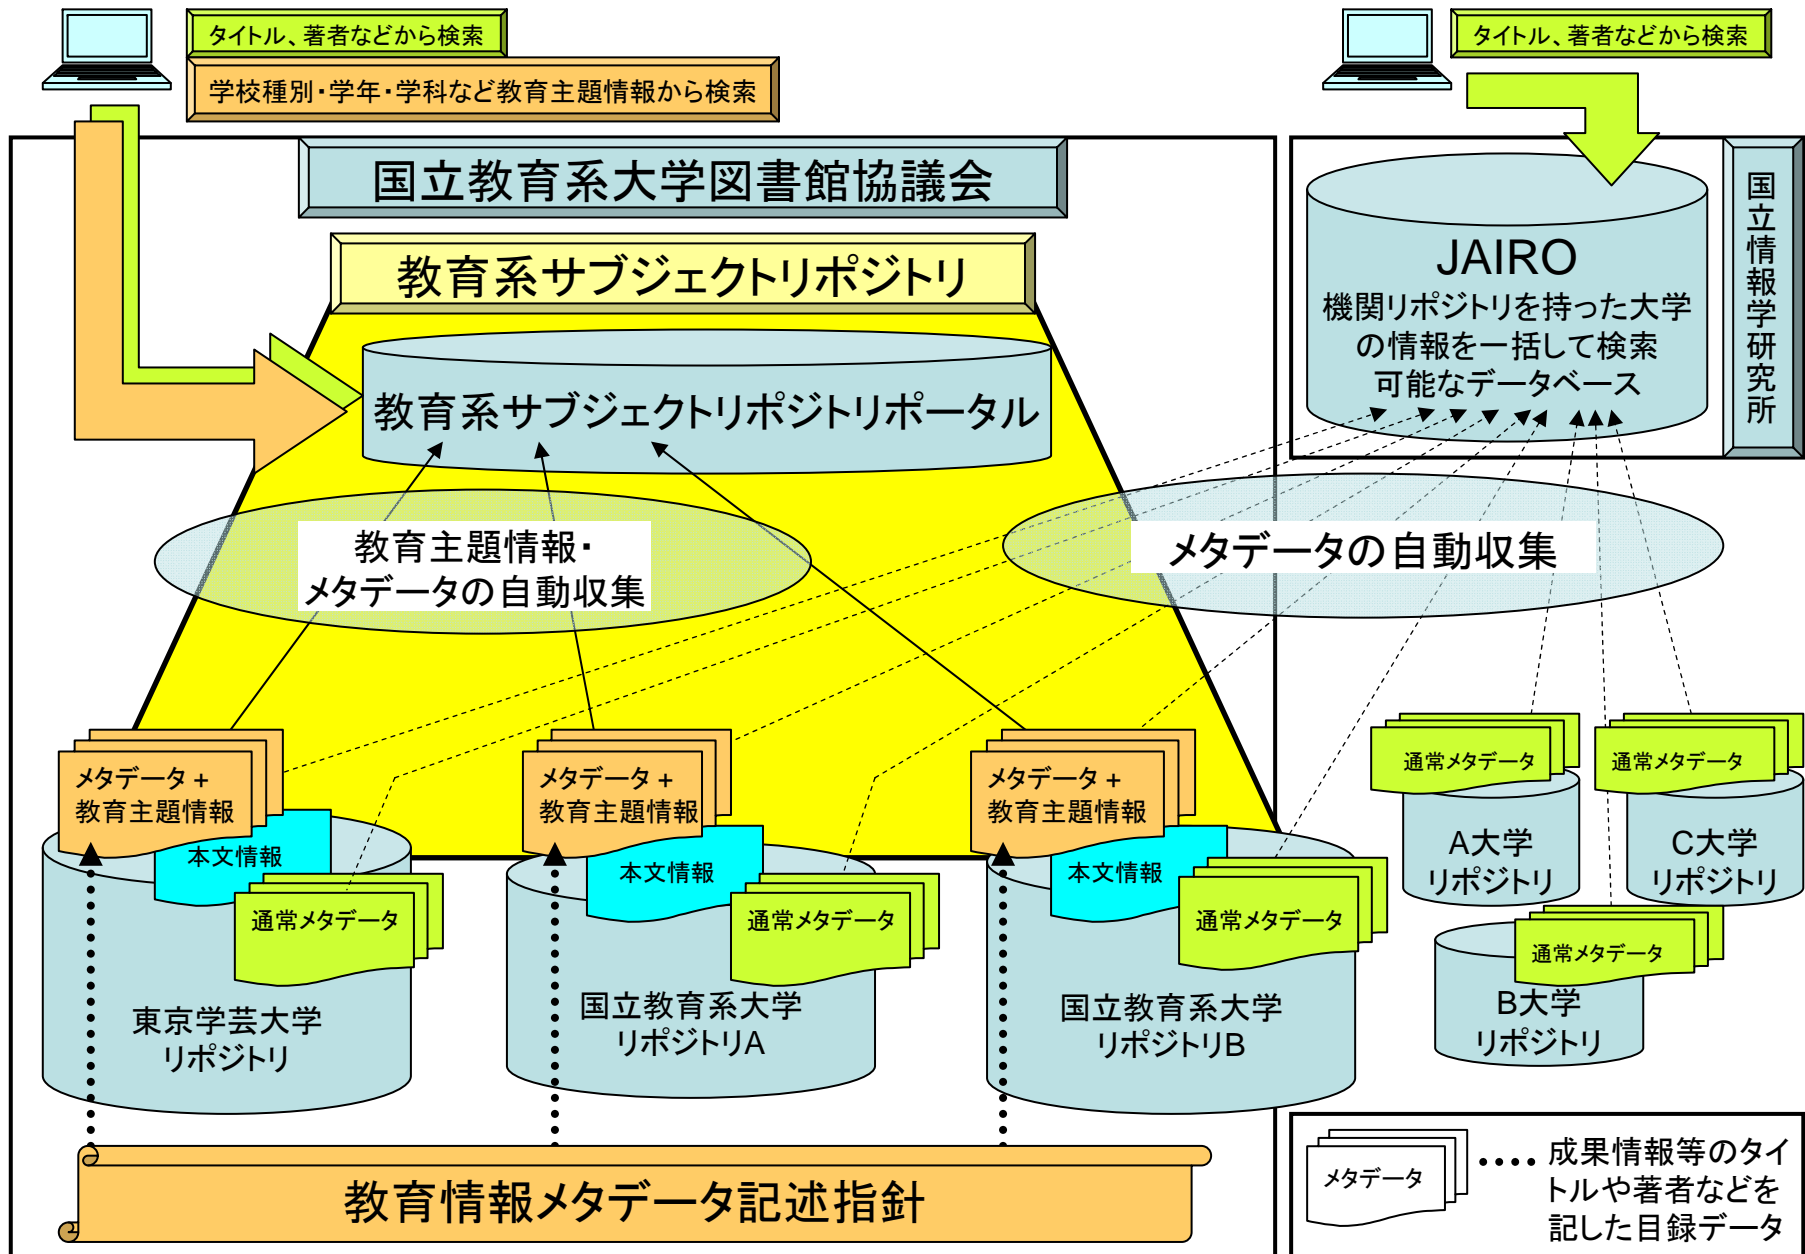 タイトル、著者などから検索
学校種別・学年・学科など教育主題情報から検索
タイトル、著者などから検索
国立教育系大学図書館協議会
教育系サブジェクトリポジトリ
教育系サブジェクトリポジトリポータル
国立情報学研究所
JAIRO
機関リポジトリを持った大学
の情報を一括して検索
可能なデータベース
教育主題情報・
メタデータの自動収集
メタデータの自動収集
メタデータ+
教育主題情報
本文情報
通常メタデータ
東京学芸大学
リポジトリ
メタデータ+
教育主題情報
本文情報
通常メタデータ
国立教育系大学
リポジトリA
メタデータ+
教育主題情報
本文情報
通常メタデータ
国立教育系大学
リポジトリB
通常メタデータ
A大学
リポジトリ
通常メタデータ
C大学
リポジトリ
通常メタデータ
B大学
リポジトリ
教育情報メタデータ記述指針
メタデータ
‥‥ 成果情報等のタイ
トルや著者などを
記した目録データ